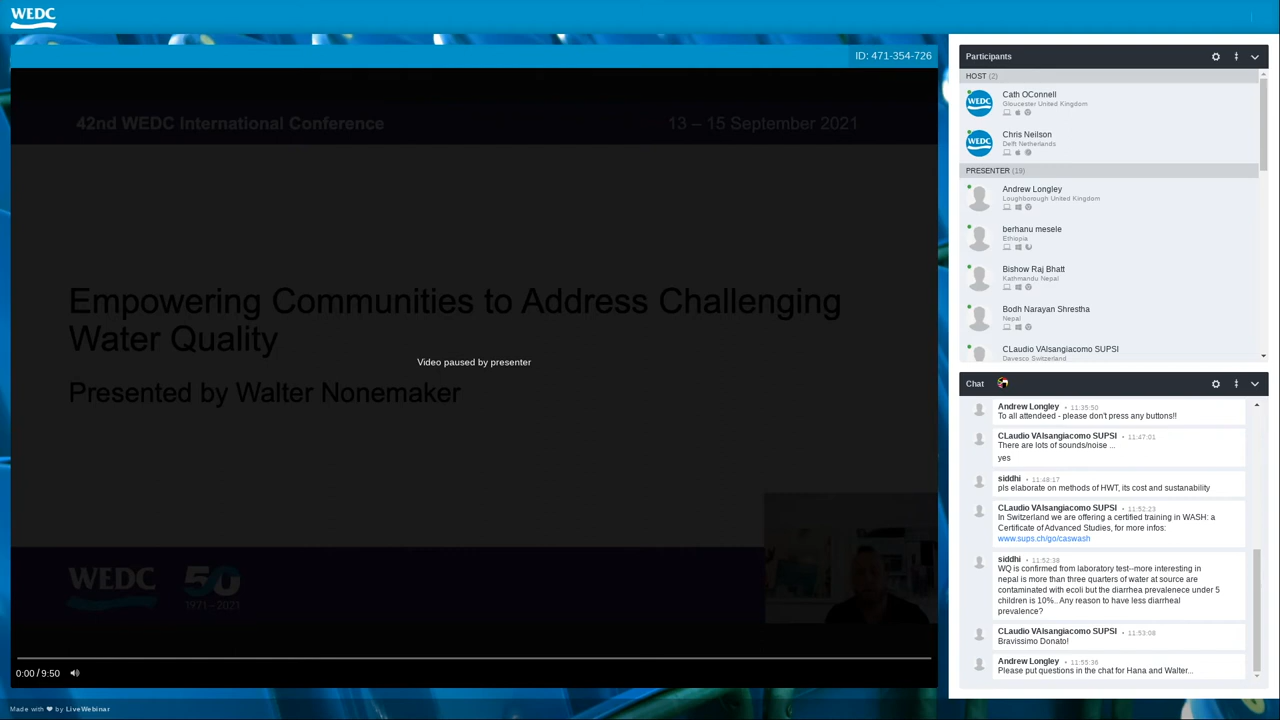 WEDC
ID: 471-354-726
42nd WEDC International Conference
13 – 15 September 2021
Empowering Communities to Address Challenging
Water Quality
Video paused by presenter
Presented by Walter Nonemaker
WEDC
50
1971 – 2021
0:00 / 9:50
Made with ❤ by LiveWebinar
Participants
HOST (2)
WEDC
Cath OConnell
Gloucester United Kingdom
WEDC
Chris Neilson
Delft Netherlands
PRESENTER (19)
Andrew Longley
Loughborough United Kingdom
berhanu mesele
Ethiopia
Bishow Raj Bhatt
Kathmandu Nepal
Bodh Narayan Shrestha
Nepal
CLaudio VAlsangiacomo SUPSI
Davesco Switzerland
Chat
Andrew Longley • 11:35:50
To all attendeed - please don't press any buttons!!
CLaudio VAlsangiacomo SUPSI • 11:47:01
There are lots of sounds/noise ...
yes
siddhi • 11:48:17
pls elaborate on methods of HWT, its cost and sustanability
CLaudio VAlsangiacomo SUPSI • 11:52:23
In Switzerland we are offering a certified training in WASH: a
Certificate of Advanced Studies, for more infos:
www.sups.ch/go/caswash
siddhi • 11:52:38
WQ is confirmed from laboratory test--more interesting in
nepal is more than three quarters of water at source are
contaminated with ecoli but the diarrhea prevalenece under 5
children is 10%.. Any reason to have less diarrheal
prevalence?
CLaudio VAlsangiacomo SUPSI • 11:53:08
Bravissimo Donato!
Andrew Longley • 11:55:36
Please put questions in the chat for Hana and Walter...